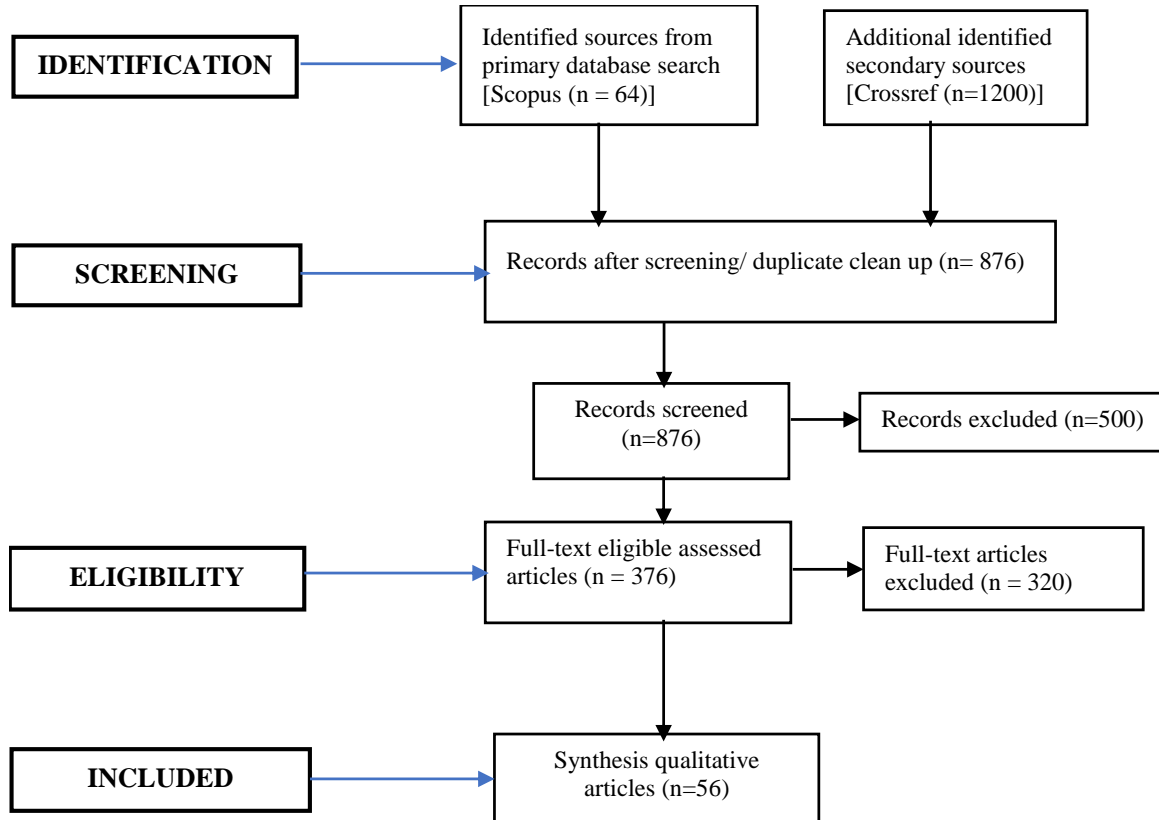 IDENTIFICATION
Identified sources from
primary database search
[Scopus (n = 64)]
Additional identified
secondary sources
[Crossref (n=1200)]
SCREENING
Records after screening/ duplicate clean up (n= 876)
Records screened
(n=876)
Records excluded (n=500)
ELIGIBILITY
Full-text eligible assessed
articles (n = 376)
Full-text articles
excluded (n = 320)
INCLUDED
Synthesis qualitative
articles (n=56)